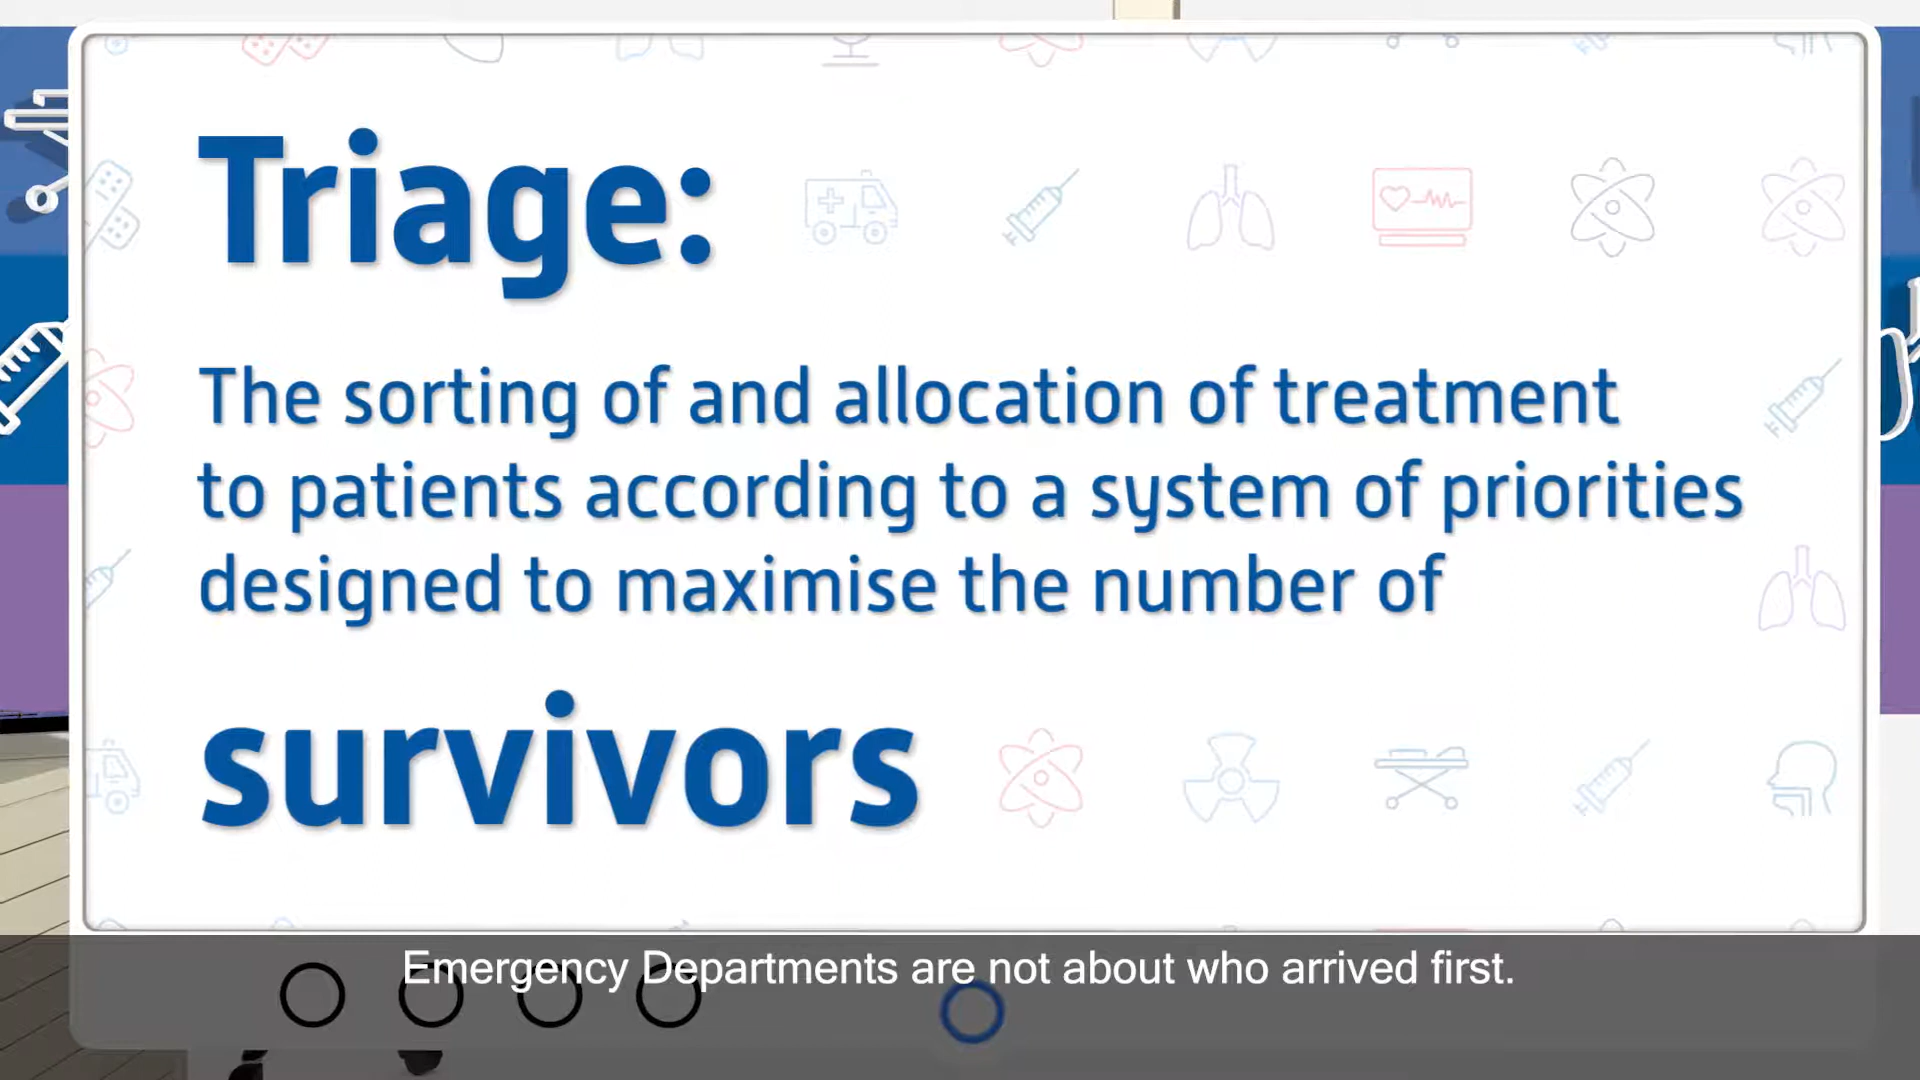 Triage:
The sorting of and allocation of treatment
to patients according to a system of priorities
designed to maximise the number of
survivors
Emergency Departments are not about who arrived first.